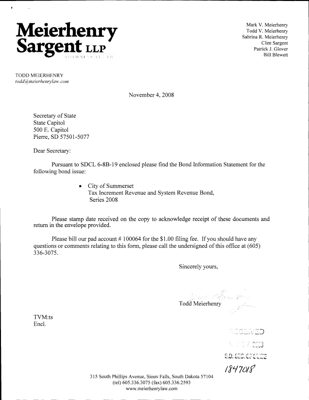 Meierhenry
Sargent LLP
Mark V. Meierhenry
Todd V. Meierhenry
Sabrina R. Meierhenry
Clint Sargent
Patrick J. Glover
Bill Blewett
TODD MEIERHENRY
todd@meierhenrylaw.com
November 4, 2008
Secretary of State
State Capitol
500 E. Capitol
Pierre, SD 57501-5077
Dear Secretary:
Pursuant to SDCL 6-8B-19 enclosed please find the Bond Information Statement for the
following bond issue:
• City of Summerset
Tax Increment Revenue and System Revenue Bond,
Series 2008
Please stamp date received on the copy to acknowledge receipt of these documents and
return in the envelope provided.
Please bill our pad account # 100064 for the $1.00 filing fee. If you should have any
questions or comments relating to this form, please call the undersigned of this office at (605)
336-3075.
Sincerely yours,
Todd Meierhenry
TVM:ts
Encl.
RECEIVED
S.D. SEC. OF STATE
315 South Phillips Avenue, Sioux Falls, South Dakota 57104
(tel) 605.336.3075 (fax) 605.336.2593
www.meierhenrylaw.com